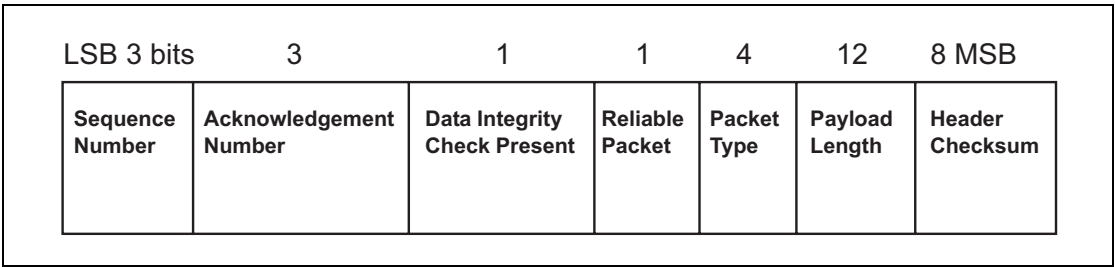 LSB 3 bits 3 1 1 4 12 8 MSB
Sequence Acknowledgement Data Integrity Reliable Packet Payload Header
Number Number Check Present Packet Type Length Checksum